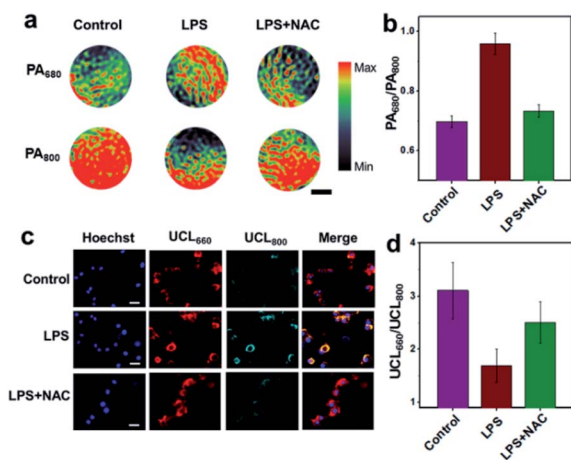 a
Control LPS LPS+NAC
PA680
PA800
Max
Min
b
PA680/PA800
1.0
0.8
0.6
Control
LPS
LPS+NAC
c
Hoechst UCL660 UCL800 Merge
Control
LPS
LPS+NAC
d
UCL660/UCL800
4
3
2
1
Control
LPS
LPS+NAC